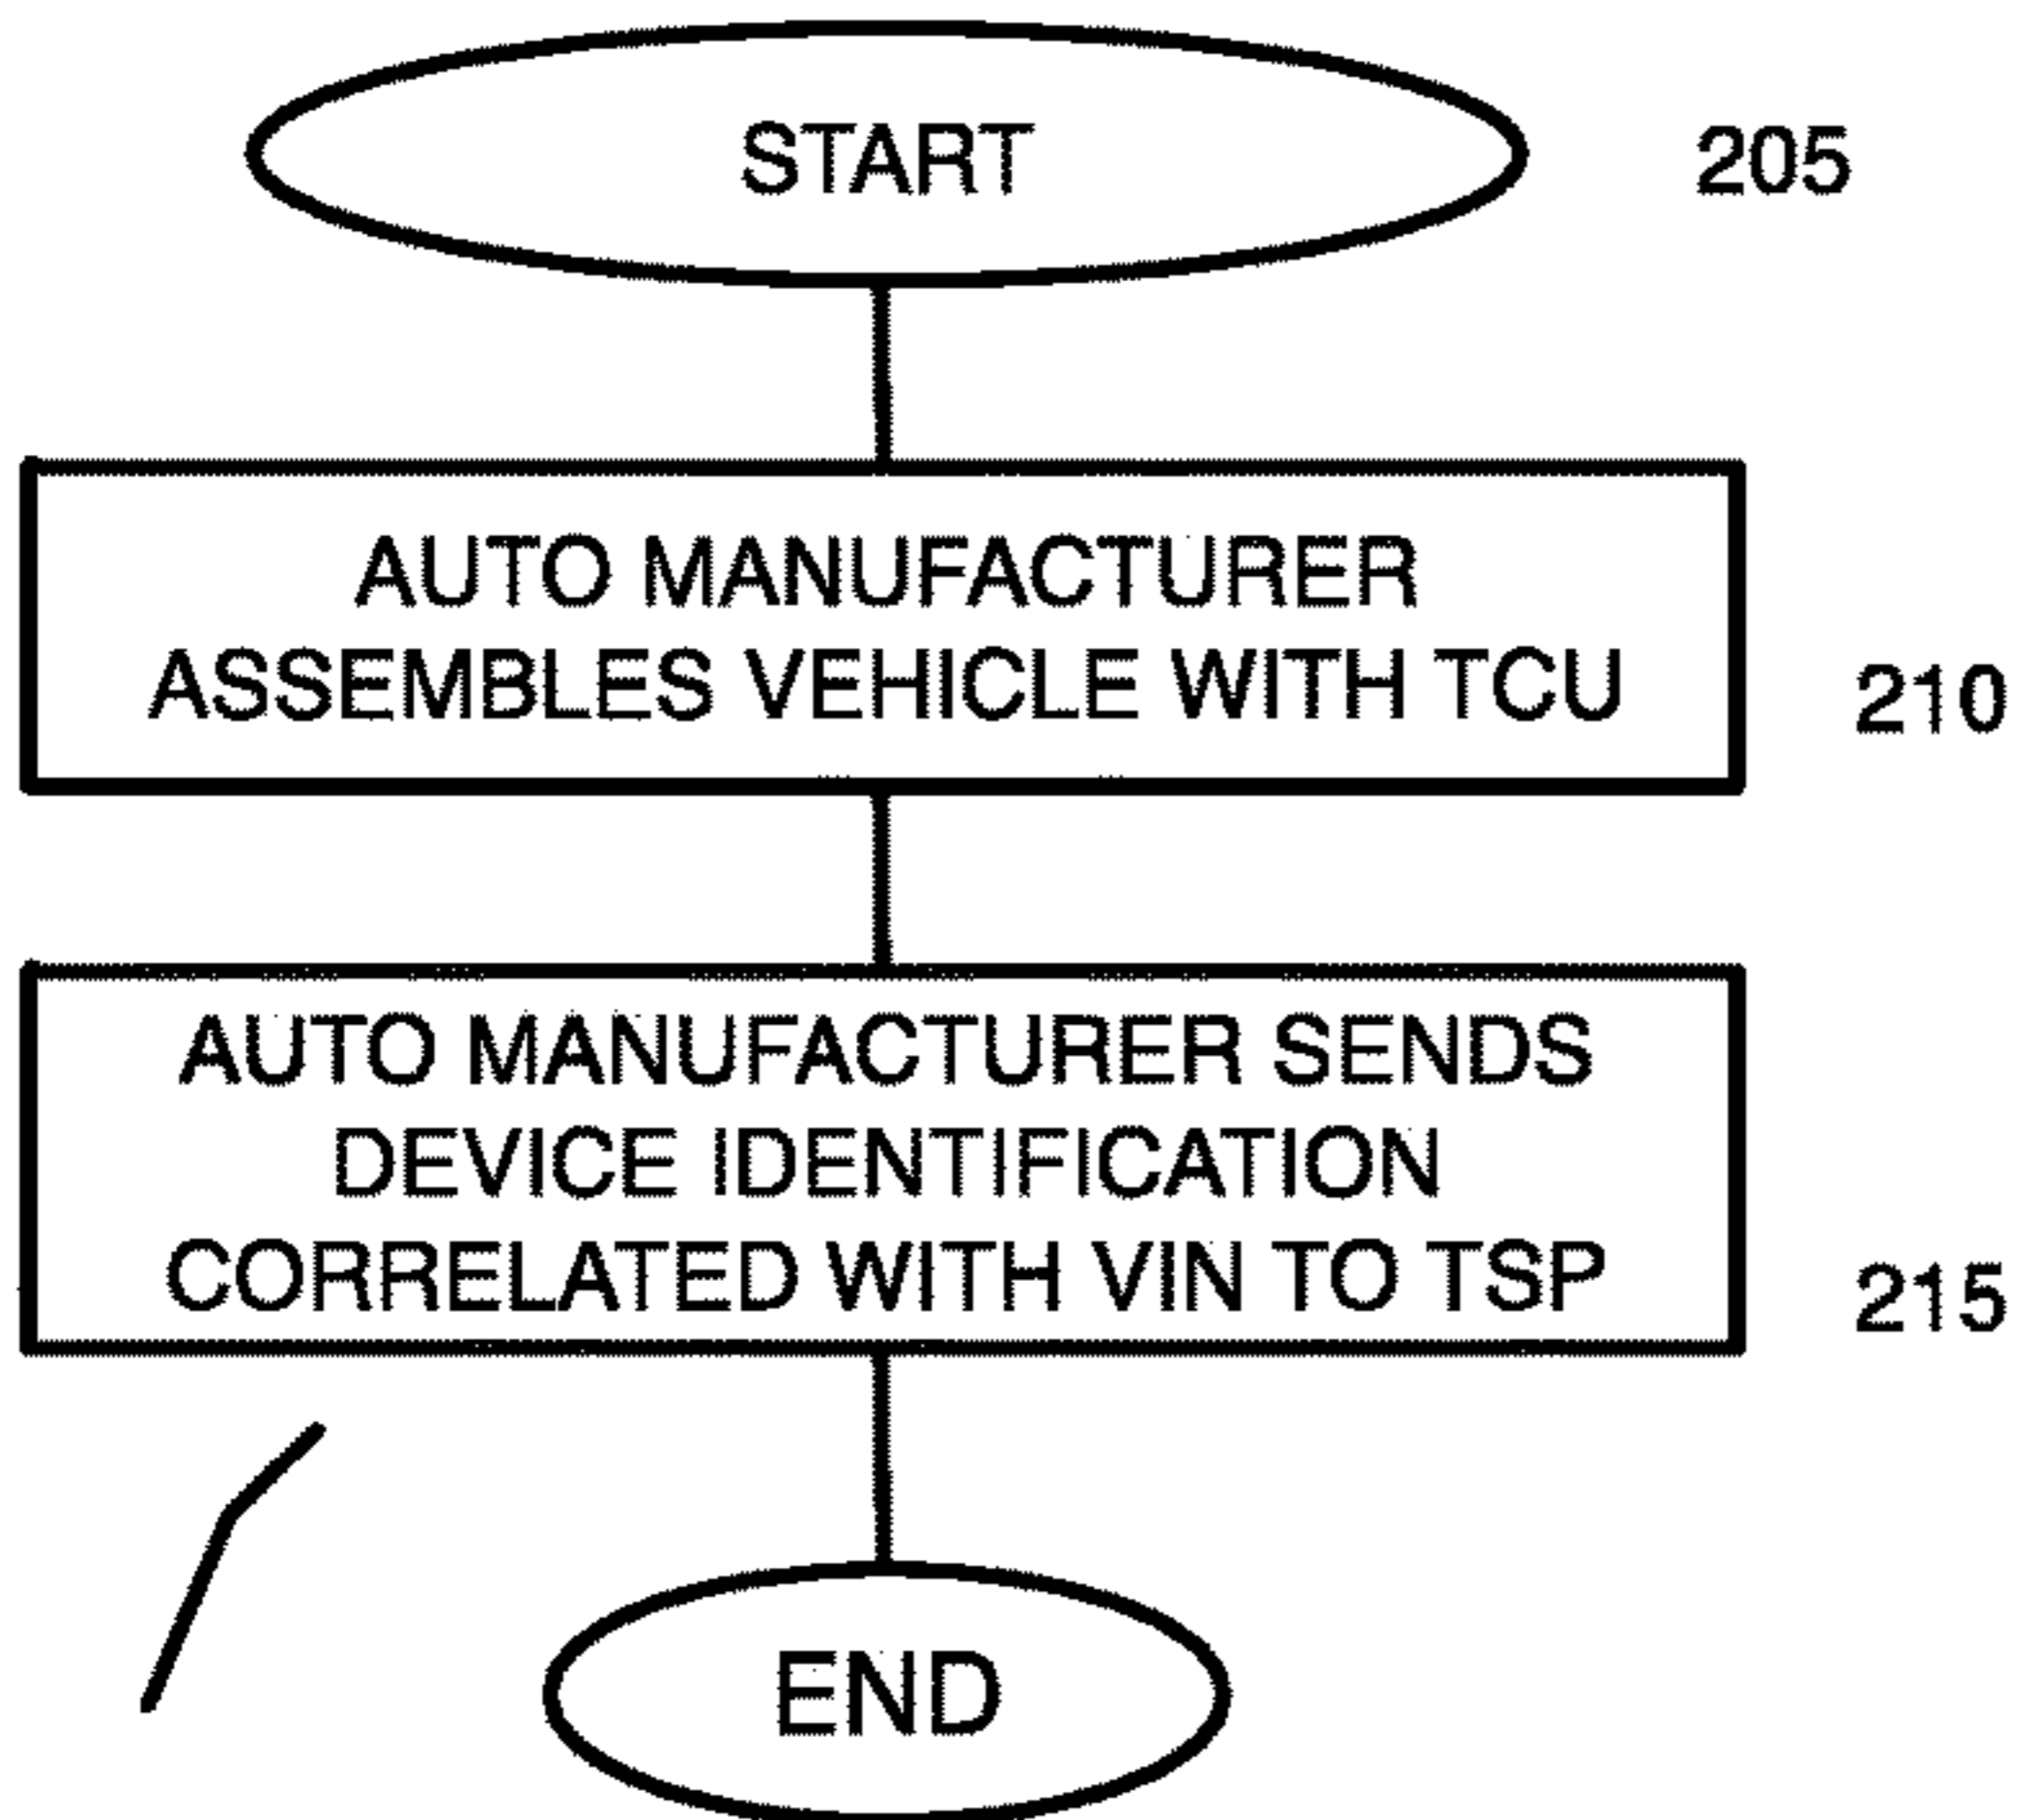 START
205
AUTO MANUFACTURER
ASSEMBLES VEHICLE WITH TCU
210
AUTO MANUFACTURER SENDS
DEVICE IDENTIFICATION
CORRELATED WITH VIN TO TSP
215
END